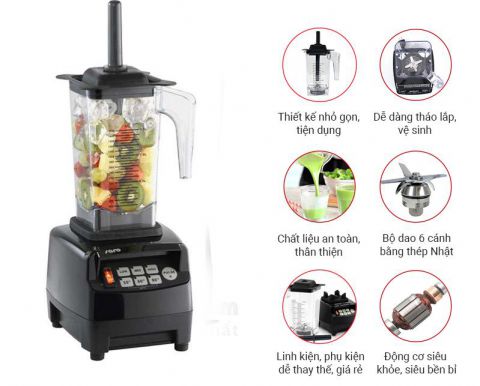 Thiết kế nhỏ gọn,
tiện dụng
Dễ dàng tháo lắp,
vệ sinh
Chất liệu an toàn,
thân thiện
Bộ dao 6 cánh
bằng thép Nhật
Linh kiện, phụ kiện
dễ thay thế, giá rẻ
Động cơ siêu
khỏe, siêu bền bỉ